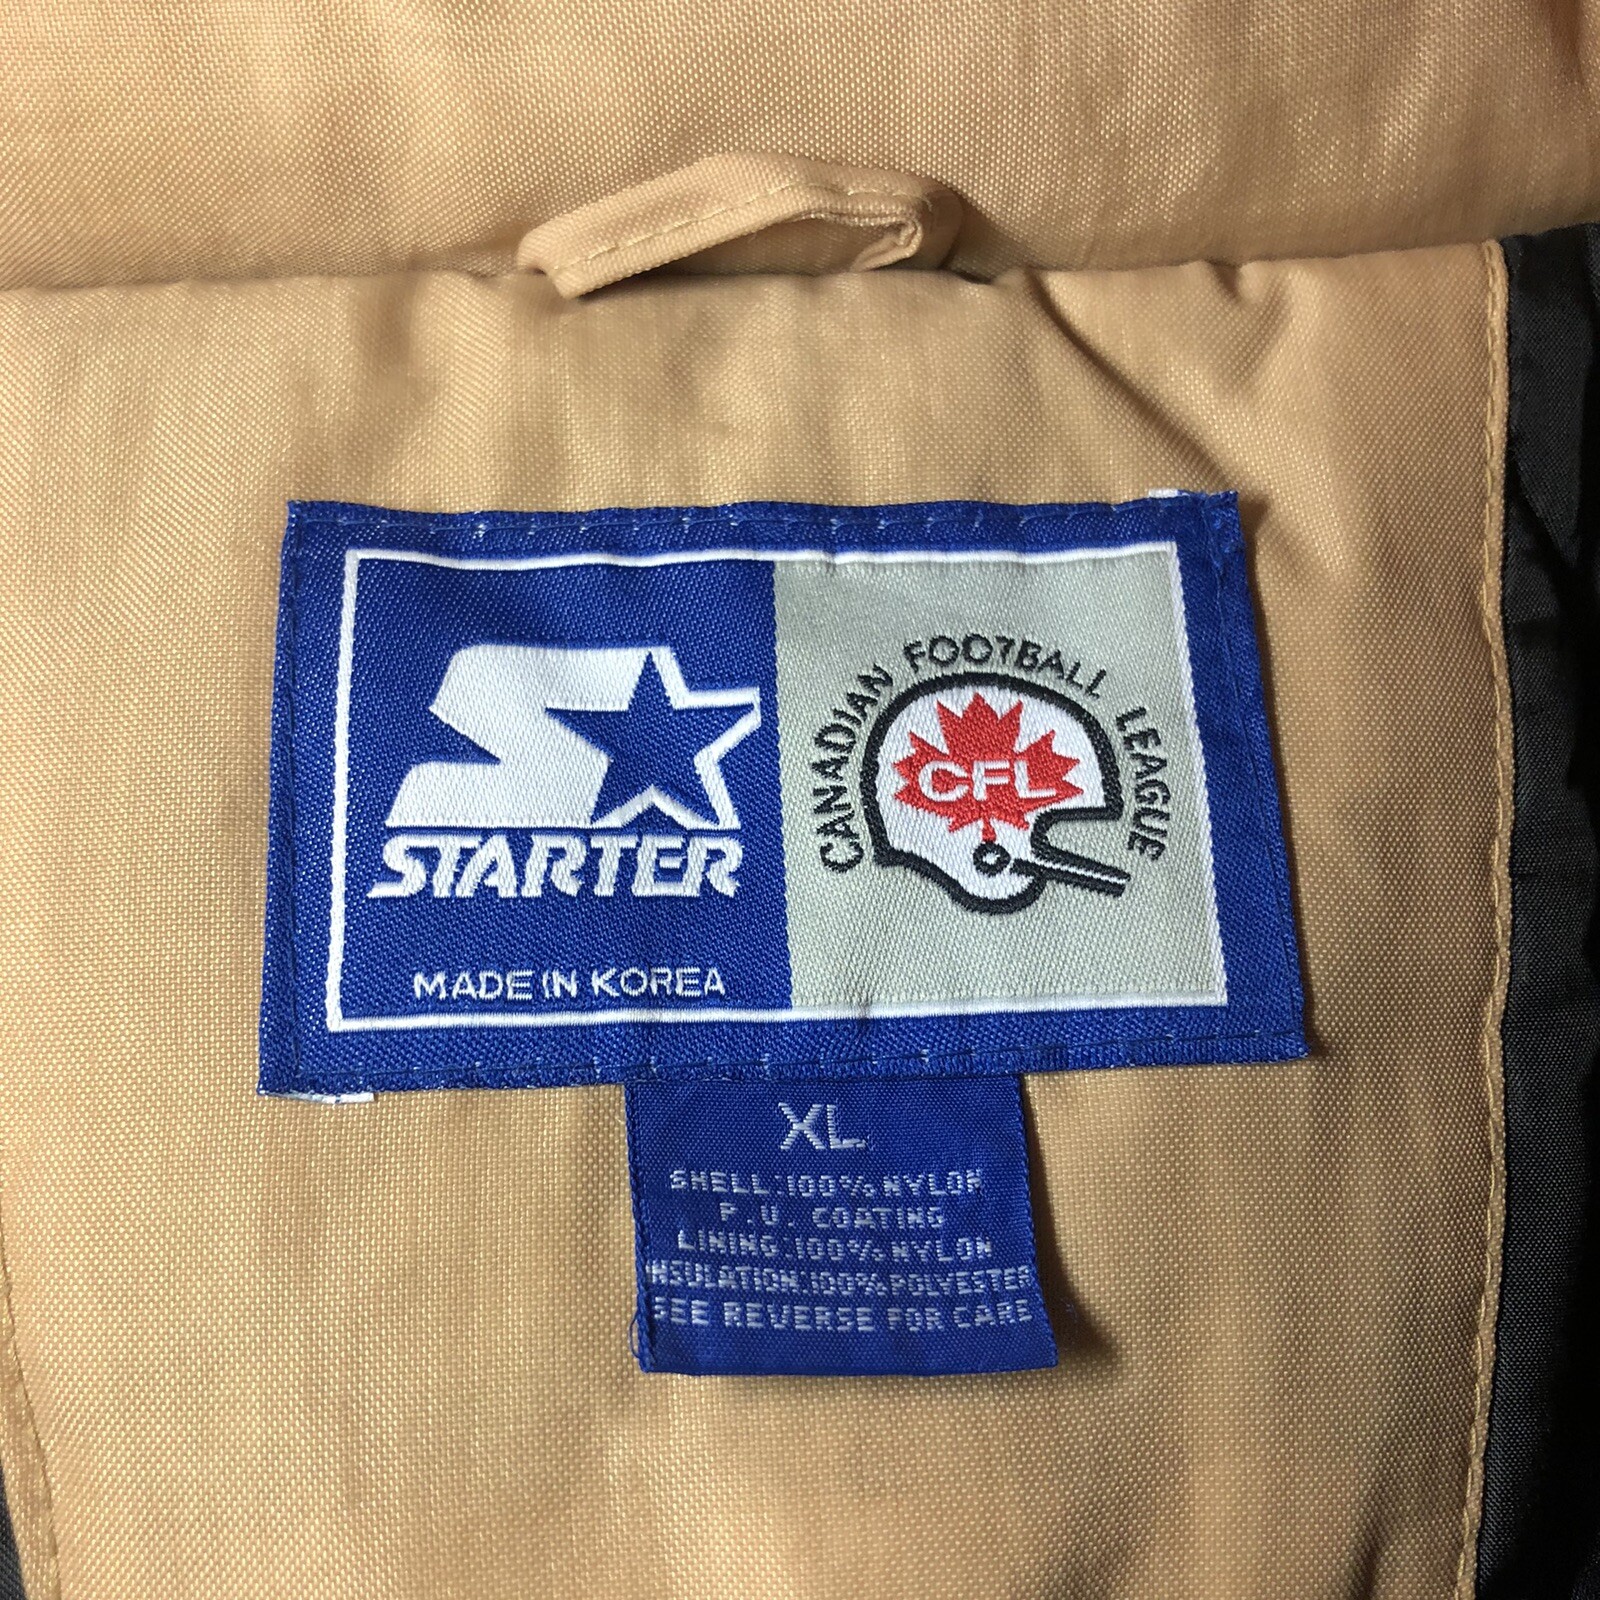 STARTER
MADE IN KOREA
CANADIAN FOOTBALL LEAGUE
CFL
XL
SHELL:100% NYLON
P.U. COATING
LINING:100% NYLON
INSULATION:100% POLYESTER
SEE REVERSE FOR CARE